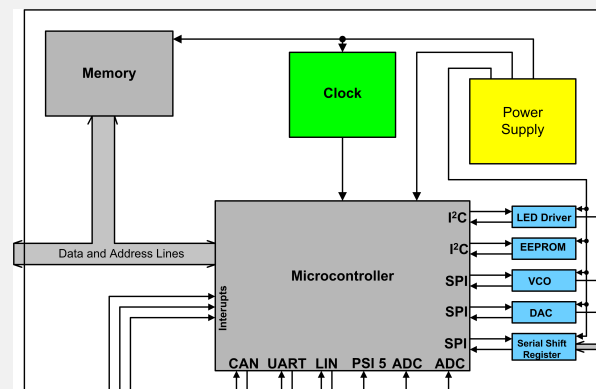 Memory
Clock
Power
Supply
I²C
LED Driver
I²C
EEPROM
Data and Address Lines
Microcontroller
SPI
VCO
Interupts
SPI
DAC
SPI
Serial Shift
Register
CAN UART LIN PSI 5 ADC ADC